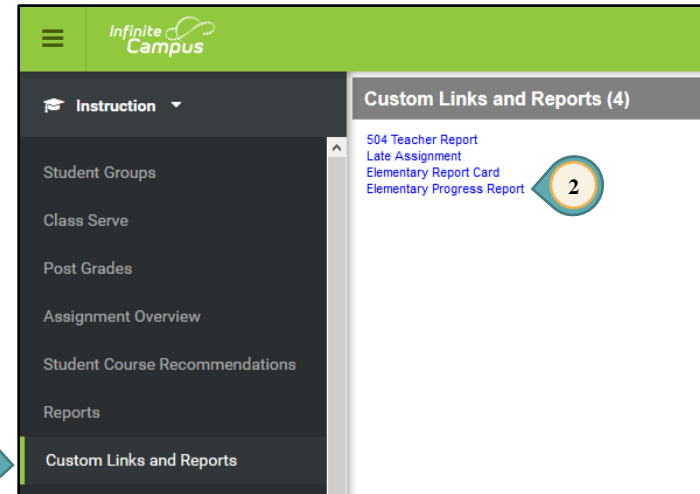 Infinite
Campus
Instruction
Student Groups
Class Serve
Post Grades
Assignment Overview
Student Course Recommendations
Reports
Custom Links and Reports
Custom Links and Reports (4)
504 Teacher Report
Late Assignment
Elementary Report Card
Elementary Progress Report
2